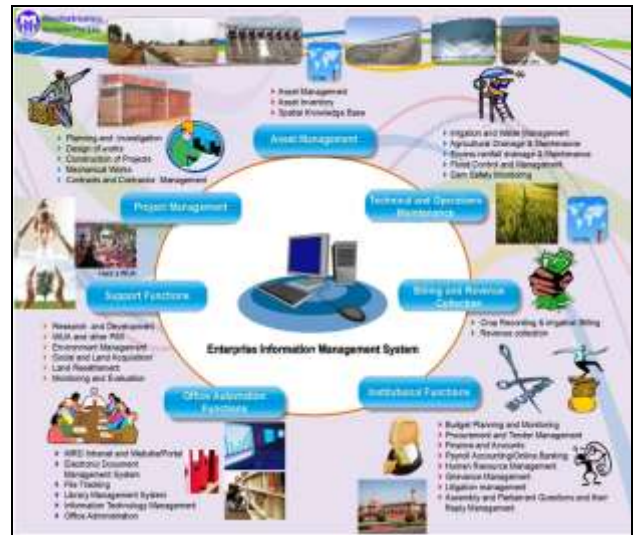 Asset Management
Asset Inventory
Spatial Knowledge Base
Asset Management
Planning and Investigation
Design of works
Construction of Projects
Mechanical Works
Contracts and Contractor Management
Project Management
Irrigation and Water Management
Agricultural Drainage & Maintenance
Excess rainfall drainage & Maintenance
Flood Control and Management
Dam Safety Monitoring
Technical and Operations
Maintenance
Support Functions
Research and Development
WUA and other
Environment Management
and Land Acquisition
Land Resettlement
Monitoring and Evaluation
Billing and Revenue
Collection
Crop Recording & irrigation Billing
Revenue collection
Enterprise Information Management System
Office Automation
Functions
Intranet and Website/Portal
Electronic Document
Management System
File Tracking
Library Management System
Information Technology Management
Office Administration
Institutional Functions
BUDGET
Budget Planning and Monitoring
Procurement and Tender Management
Finance and Accounts
Payroll Accounting/Online Banking
Human Resource Management
Grievance Management
Litigation management
Assembly and Parliament Questions and their
Reply Management